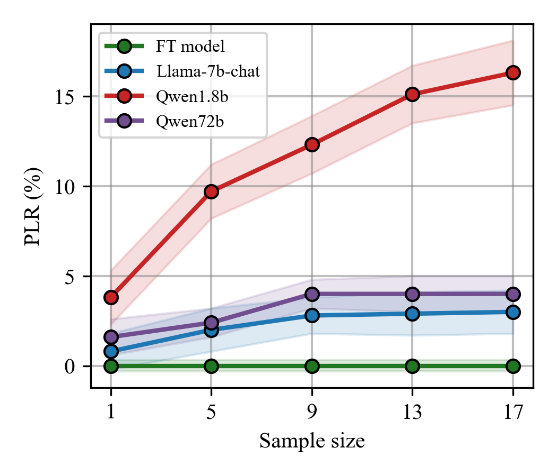 FT model
Llama-7b-chat
Qwen1.8b
Qwen72b
PLR (%)
15
10
5
0
1 5 9 13 17
Sample size